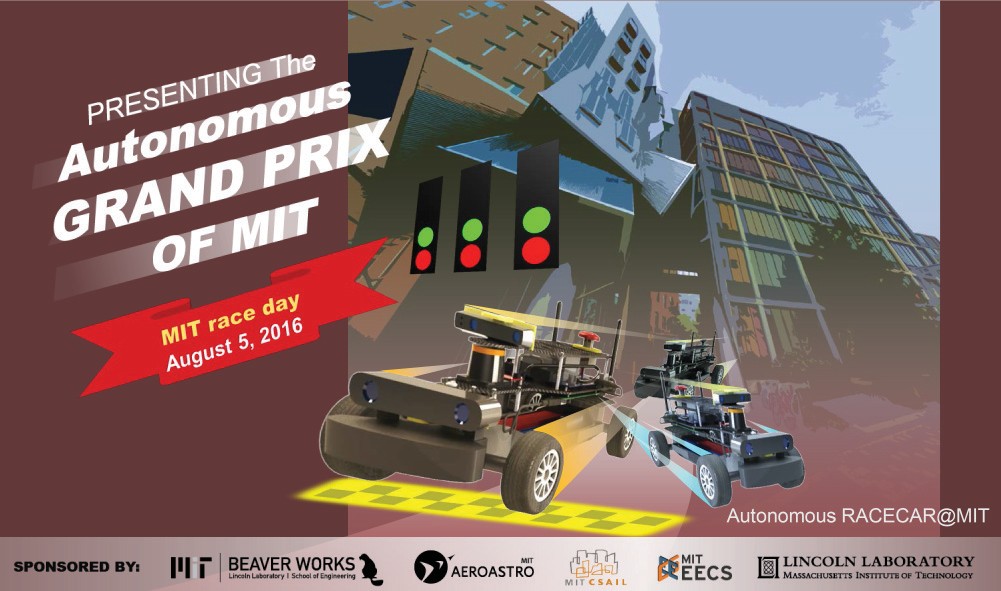 PRESENTING The
Autonomous
GRAND PRIX
OF MIT
MIT race day
August 5, 2016
Autonomous RACECAR@MIT
SPONSORED BY:
MIT
BEAVER WORKS
Lincoln Laboratory | School of Engineering
MIT
AEROASTRO
MIT CSAIL
MIT
EECS
LINCOLN LABORATORY
MASSACHUSETTS INSTITUTE OF TECHNOLOGY